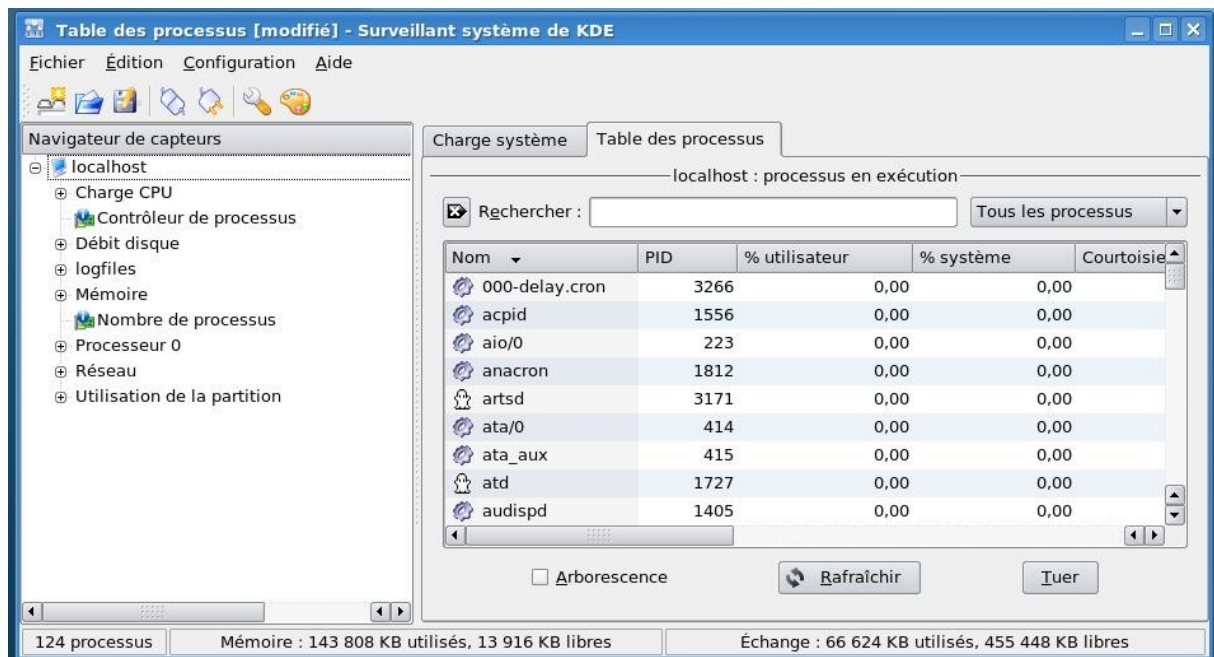 Table des processus [modifié] - Surveillant système de KDE
Fichier Édition Configuration Aide
Navigateur de capteurs
localhost
Charge CPU
Contrôleur de processus
Débit disque
logfiles
Mémoire
Nombre de processus
Processeur 0
Réseau
Utilisation de la partition
Charge système Table des processus
localhost : processus en exécution
Rechercher : Tous les processus
Nom PID % utilisateur % système Courtoisie
000-delay.cron 3266 0,00 0,00
acpid 1556 0,00 0,00
aio/0 223 0,00 0,00
anacron 1812 0,00 0,00
artsd 3171 0,00 0,00
ata/0 414 0,00 0,00
ata_aux 415 0,00 0,00
atd 1727 0,00 0,00
audispd 1405 0,00 0,00
Arborescence Rafraîchir Tuer
124 processus Mémoire : 143 808 KB utilisés, 13 916 KB libres Échange : 66 624 KB utilisés, 455 448 KB libres